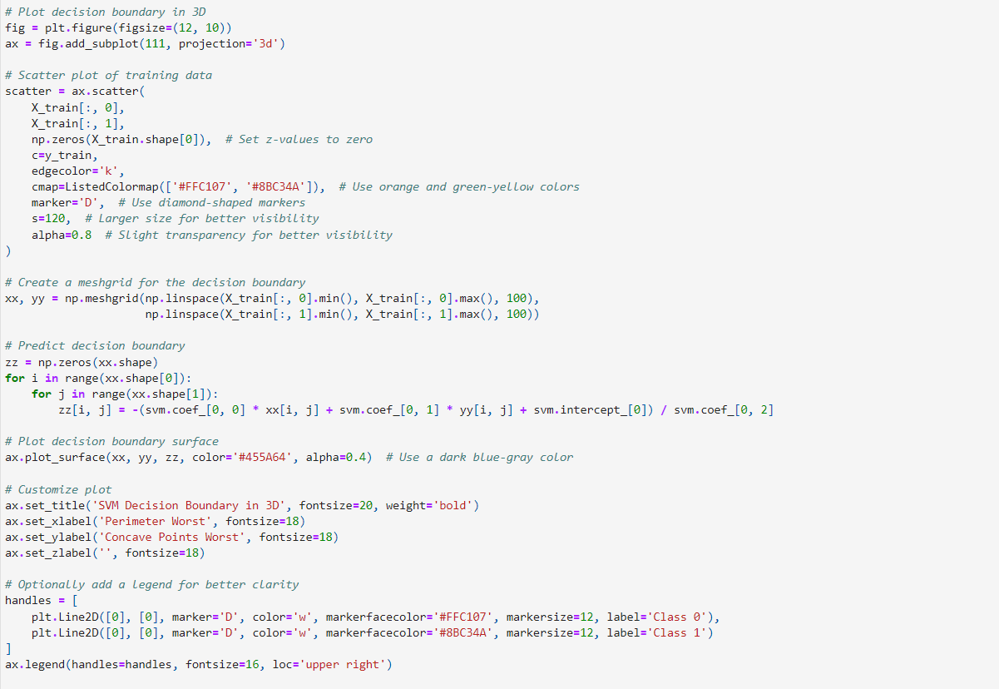 # Plot decision boundary in 3D
fig = plt.figure(figsize=(12, 10))
ax = fig.add_subplot(111, projection='3d')

# Scatter plot of training data
scatter = ax.scatter(
    X_train[:, 0],
    X_train[:, 1],
    np.zeros(X_train.shape[0]),  # Set z-values to zero
    c=y_train,
    edgecolor='k',
    cmap=ListedColormap(['#FFC107', '#8BC34A']),  # Use orange and green-yellow colors
    marker='D',  # Use diamond-shaped markers
    s=120,  # Larger size for better visibility
    alpha=0.8  # Slight transparency for better visibility
)

# Create a meshgrid for the decision boundary
xx, yy = np.meshgrid(np.linspace(X_train[:, 0].min(), X_train[:, 0].max(), 100),
                     np.linspace(X_train[:, 1].min(), X_train[:, 1].max(), 100))

# Predict decision boundary
zz = np.zeros(xx.shape)
for i in range(xx.shape[0]):
    for j in range(xx.shape[1]):
        zz[i, j] = -(svm.coef_[0, 0] * xx[i, j] + svm.coef_[0, 1] * yy[i, j] + svm.intercept_[0]) / svm.coef_[0, 2]

# Plot decision boundary surface
ax.plot_surface(xx, yy, zz, color='#455A64', alpha=0.4)  # Use a dark blue-gray color

# Customize plot
ax.set_title('SVM Decision Boundary in 3D', fontsize=20, weight='bold')
ax.set_xlabel('Perimeter Worst', fontsize=18)
ax.set_ylabel('Concave Points Worst', fontsize=18)
ax.set_zlabel('', fontsize=18)

# Optionally add a legend for better clarity
handles = [
    plt.Line2D([0], [0], marker='D', color='w', markerfacecolor='#FFC107', markersize=12, label='Class 0'),
    plt.Line2D([0], [0], marker='D', color='w', markerfacecolor='#8BC34A', markersize=12, label='Class 1')
]
ax.legend(handles=handles, fontsize=16, loc='upper right')